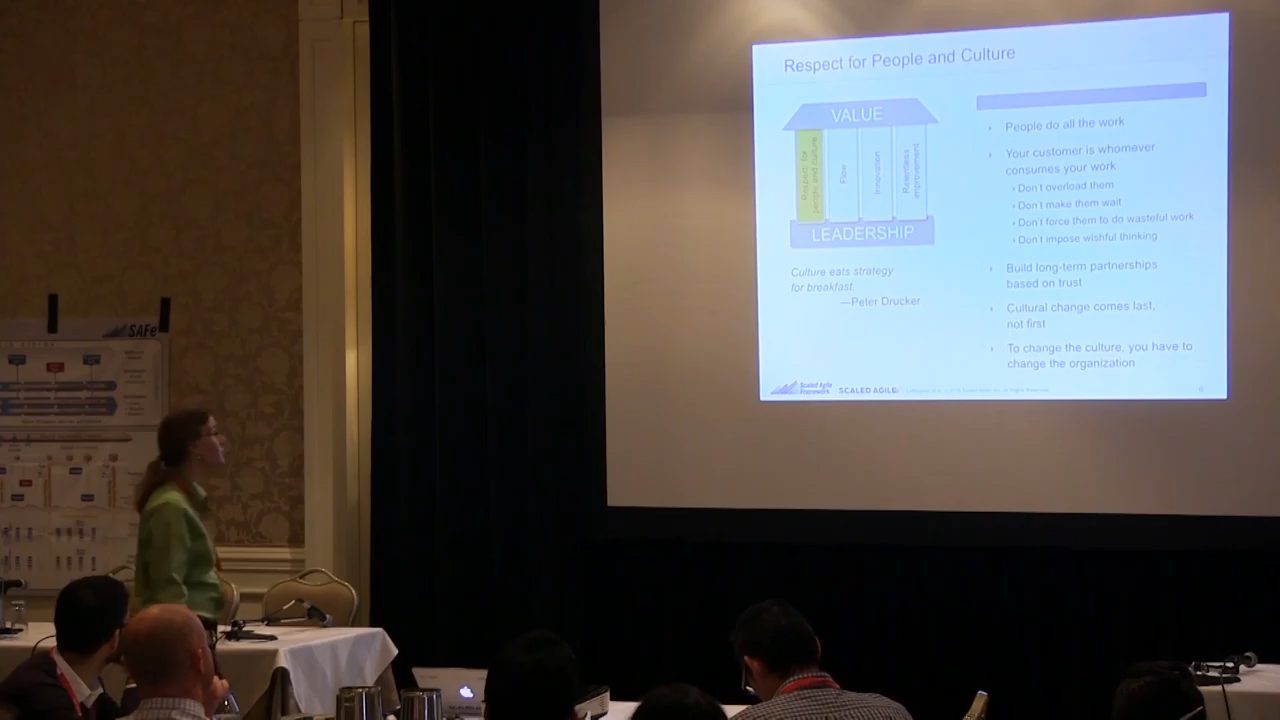 Respect for People and Culture
VALUE
Respect for
people and culture
Flow
Innovation
Relentless
improvement
LEADERSHIP
Culture eats strategy
for breakfast.
—Peter Drucker
People do all the work
Your customer is whomever
consumes your work
Don't overload them
Don't make them wait
Don't force them to do wasteful work
Don't impose wishful thinking
Build long-term partnerships
based on trust
Cultural change comes last,
not first
To change the culture, you have to
change the organization
Scaled Agile
Framework
SCALED AGILE
SAFe